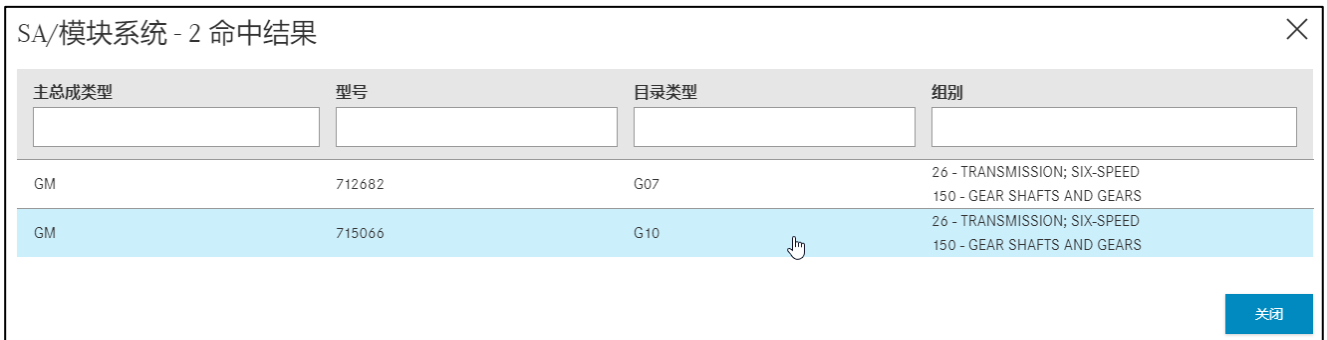 SA/模块系统 - 2 命中结果
主总成类型 型号 目录类型 组别
GM 712682 G07 26 - TRANSMISSION; SIX-SPEED
150 - GEAR SHAFTS AND GEARS
GM 715066 G10 26 - TRANSMISSION; SIX-SPEED
150 - GEAR SHAFTS AND GEARS
关闭